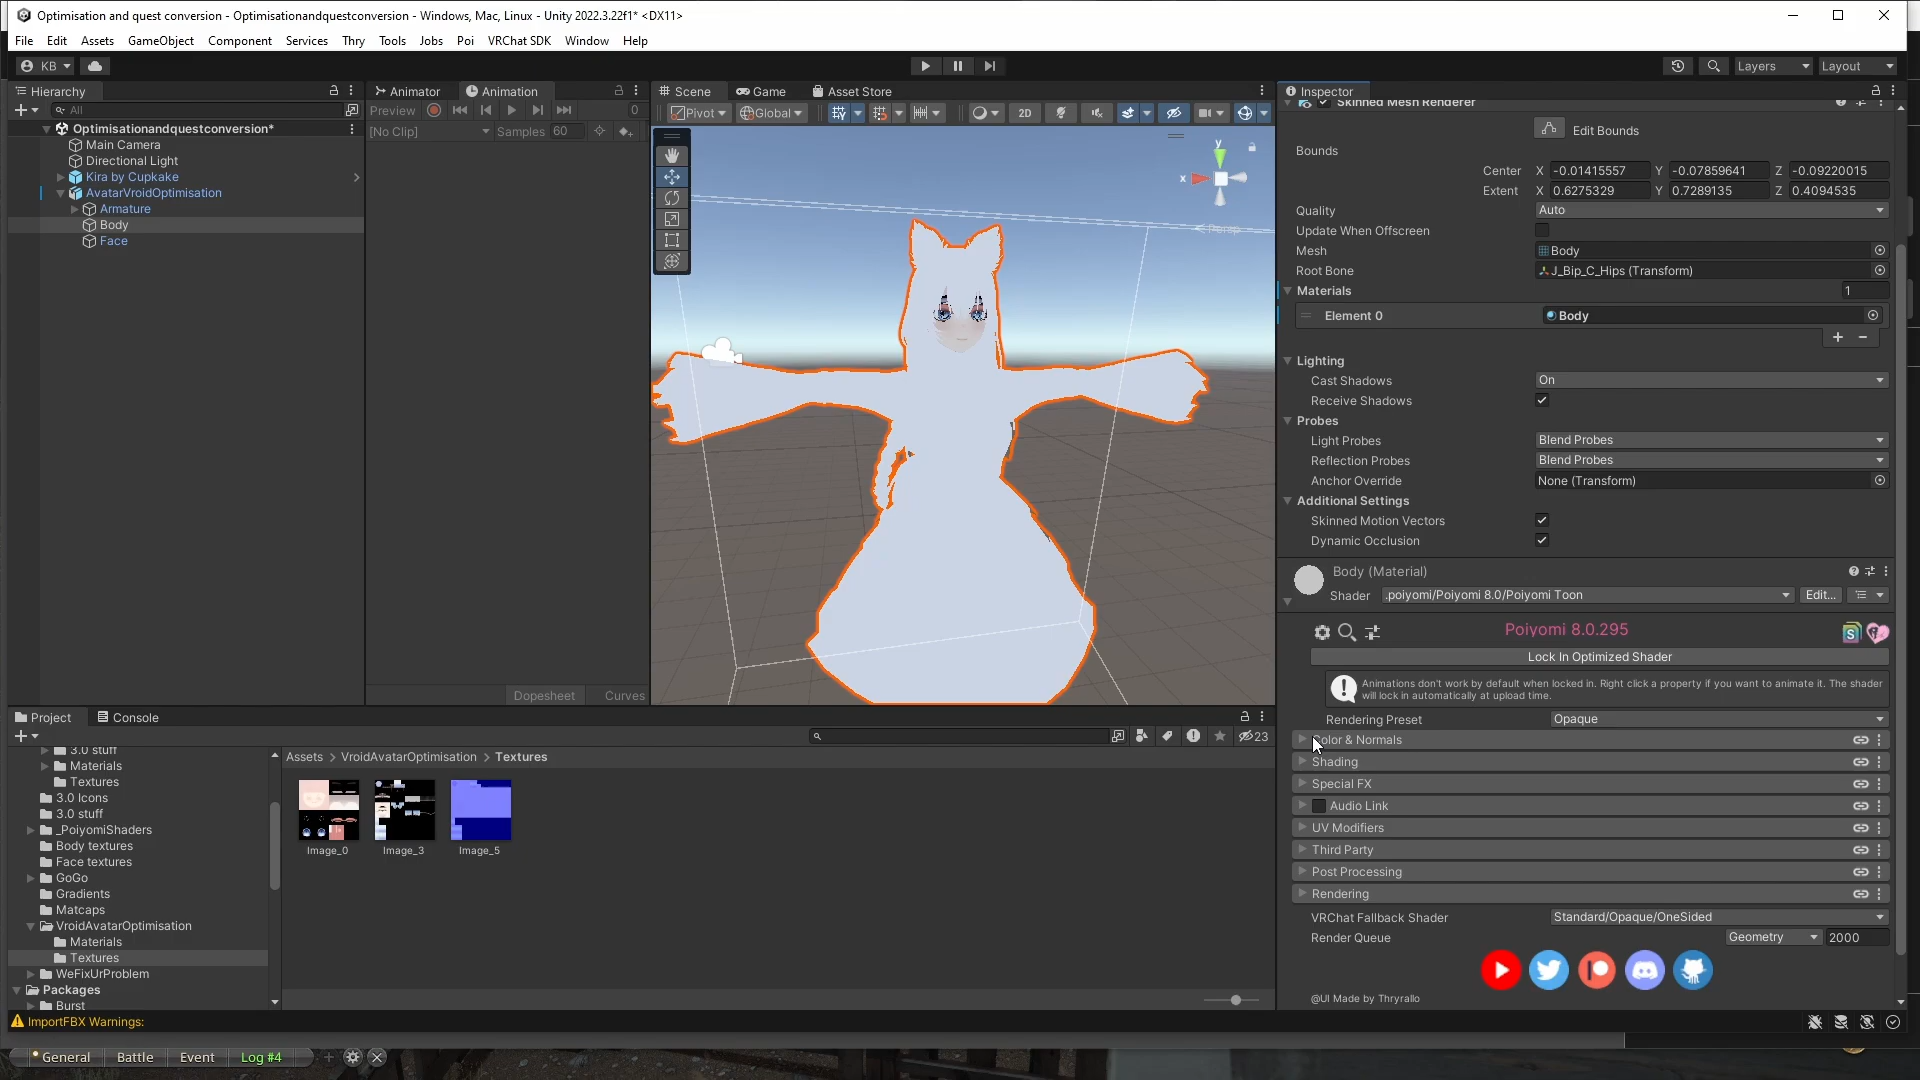 Optimisation and quest conversion - Optimisationandquestconversion - Windows, Mac, Linux - Unity 2022.3.22f1* <DX11>
File Edit Assets GameObject Component Services Thry Tools Jobs Poi VRChat SDK Window Help
KB
Layers
Layout
Hierarchy
All
Optimisationandquestconversion*
Main Camera
Directional Light
Kira by Cupkake
AvatarVroidOptimisation
Armature
Body
Face
Animator
Animation
Preview
0
[No Clip]
Samples 60
Dopesheet
Curves
Scene
Game
Asset Store
Pivot
Global
2D
y
x
Persp
Inspector
Skinned Mesh Renderer
Edit Bounds
Bounds
Center X -0.01415557 Y -0.07859641 Z -0.09220015
Extent X 0.6275329 Y 0.7289135 Z 0.4094535
Quality Auto
Update When Offscreen
Mesh Body
Root Bone J_Bip_C_Hips (Transform)
Materials 1
Element 0 Body
Lighting
Cast Shadows On
Receive Shadows
Probes
Light Probes Blend Probes
Reflection Probes Blend Probes
Anchor Override None (Transform)
Additional Settings
Skinned Motion Vectors
Dynamic Occlusion
Body (Material)
Shader .poiyomi/Poiyomi 8.0/Poiyomi Toon Edit...
Poiyomi 8.0.295
Lock In Optimized Shader
Animations don't work by default when locked in. Right click a property if you want to animate it. The shader
will lock in automatically at upload time.
Rendering Preset Opaque
Color & Normals
Shading
Special FX
Audio Link
UV Modifiers
Third Party
Post Processing
Rendering
VRChat Fallback Shader Standard/Opaque/OneSided
Render Queue Geometry 2000
@UI Made by Thryrallo
Project
Console
23
3.0 stuff
Materials
Textures
3.0 Icons
3.0 stuff
_PoiyomiShaders
Body textures
Face textures
GoGo
Gradients
Matcaps
VroidAvatarOptimisation
Materials
Textures
WeFixUrProblem
Packages
Burst
Assets > VroidAvatarOptimisation > Textures
Image_0
Image_3
Image_5
ImportFBX Warnings:
General
Battle
Event
Log #4